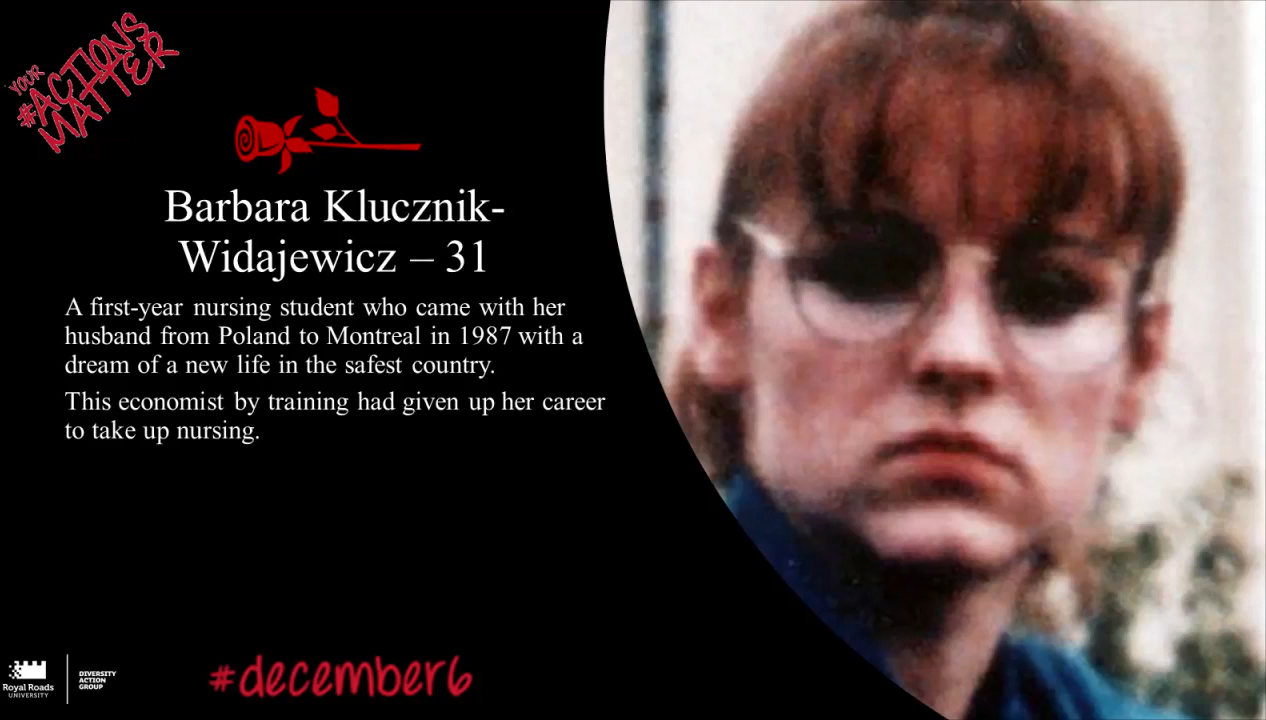 YOUR
#ACTIONS
MATTER
Barbara Klucznik-
Widajewicz – 31
A first-year nursing student who came with her
husband from Poland to Montreal in 1987 with a
dream of a new life in the safest country.
This economist by training had given up her career
to take up nursing.
Royal Roads
UNIVERSITY
DIVERSITY
ACTION
GROUP
#december6